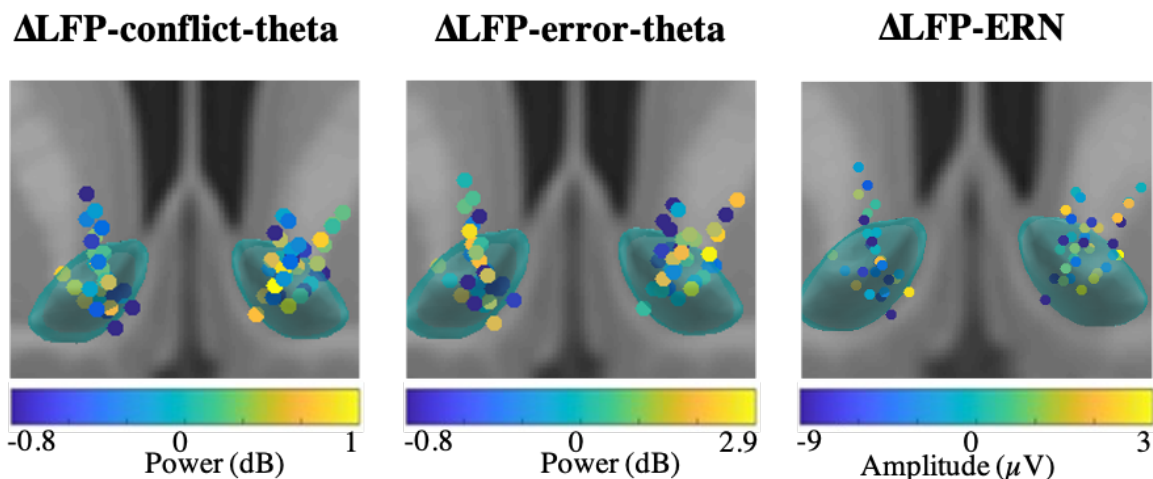 ΔLFP-conflict-theta ΔLFP-error-theta ΔLFP-ERN
-0.8 0 1 -0.8 0 2.9 -9 0 3
Power (dB) Power (dB) Amplitude (μV)